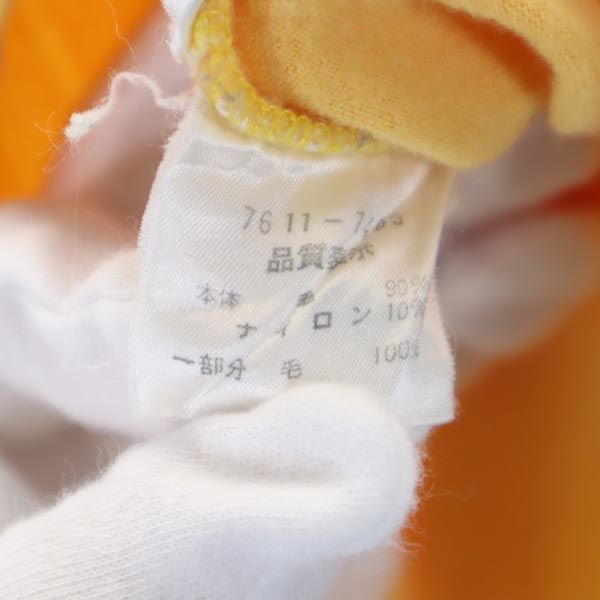 7611-7
品質表示
本体 毛 90%
ナイロン 10%
一部分 毛 100%